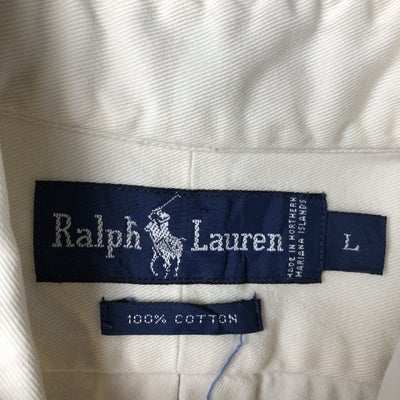 Ralph Lauren
MADE IN NORTHERN
MARIANA ISLANDS
L
100% COTTON